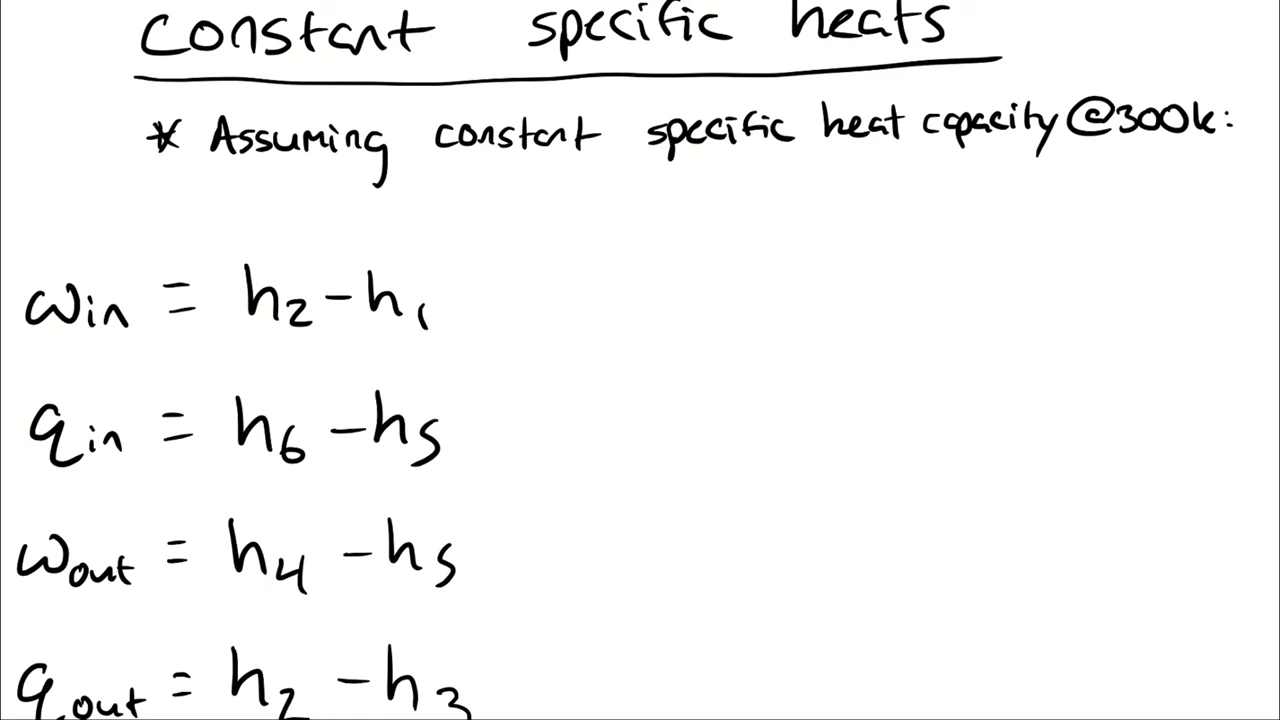 constant specific heats
* Assuming constant specific heat capacity @300k:
win = h2 - h1
qin = h6 - h5
wout = h4 - h5
qout = h2 - h3